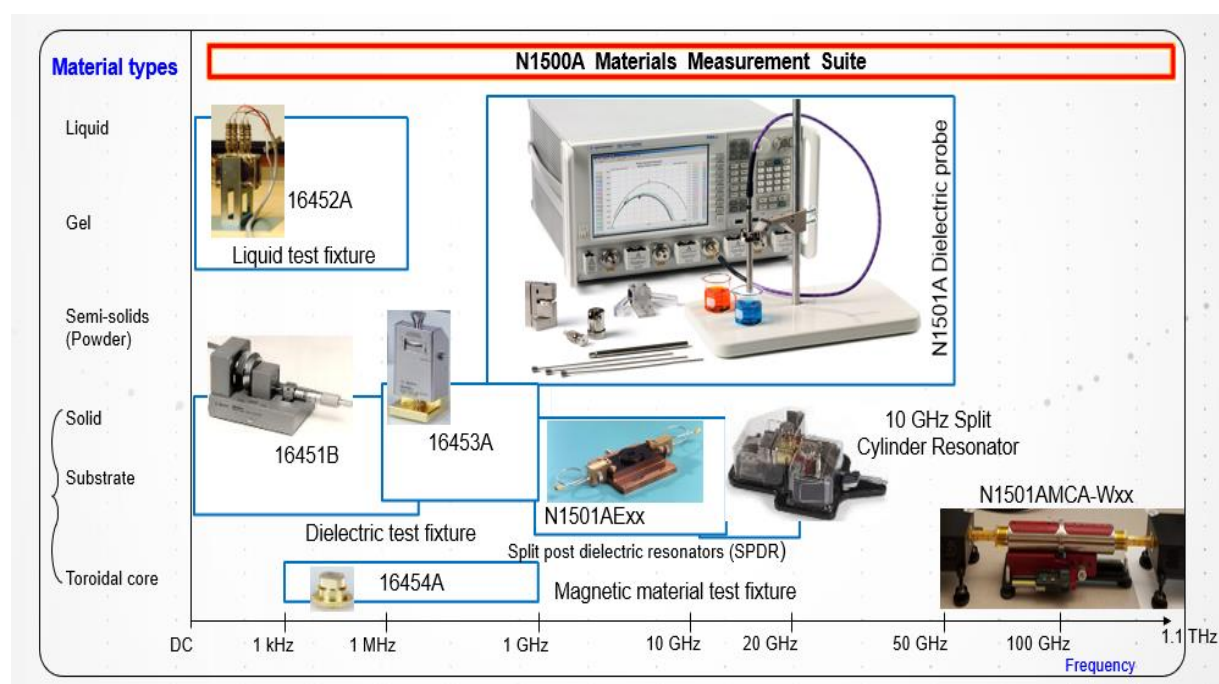 N1500A Materials Measurement Suite
Material types
Liquid
Gel
Semi-solids
(Powder)
Solid
Substrate
Toroidal core
16452A
Liquid test fixture
N1501A Dielectric probe
16451B
16453A
Dielectric test fixture
N1501AExx
Split post dielectric resonators (SPDR)
10 GHz Split
Cylinder Resonator
N1501AMCA-Wxx
16454A
Magnetic material test fixture
DC
1 kHz
1 MHz
1 GHz
10 GHz
20 GHz
50 GHz
100 GHz
1.1 THz
Frequency